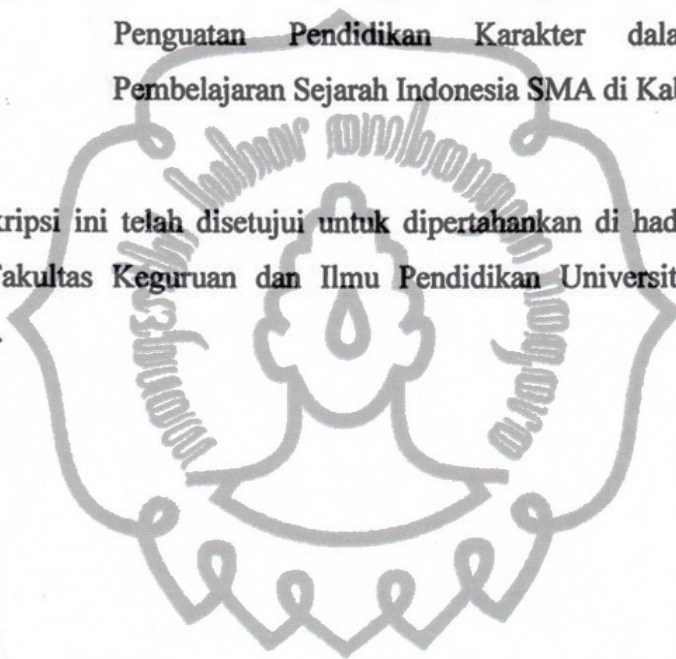 Penguatan Pendidikan Karakter dala
Pembelajaran Sejarah Indonesia SMA di Kab
kripsi ini telah disetujui untuk dipertahankan di had
Fakultas Keguruan dan Ilmu Pendidikan Universit